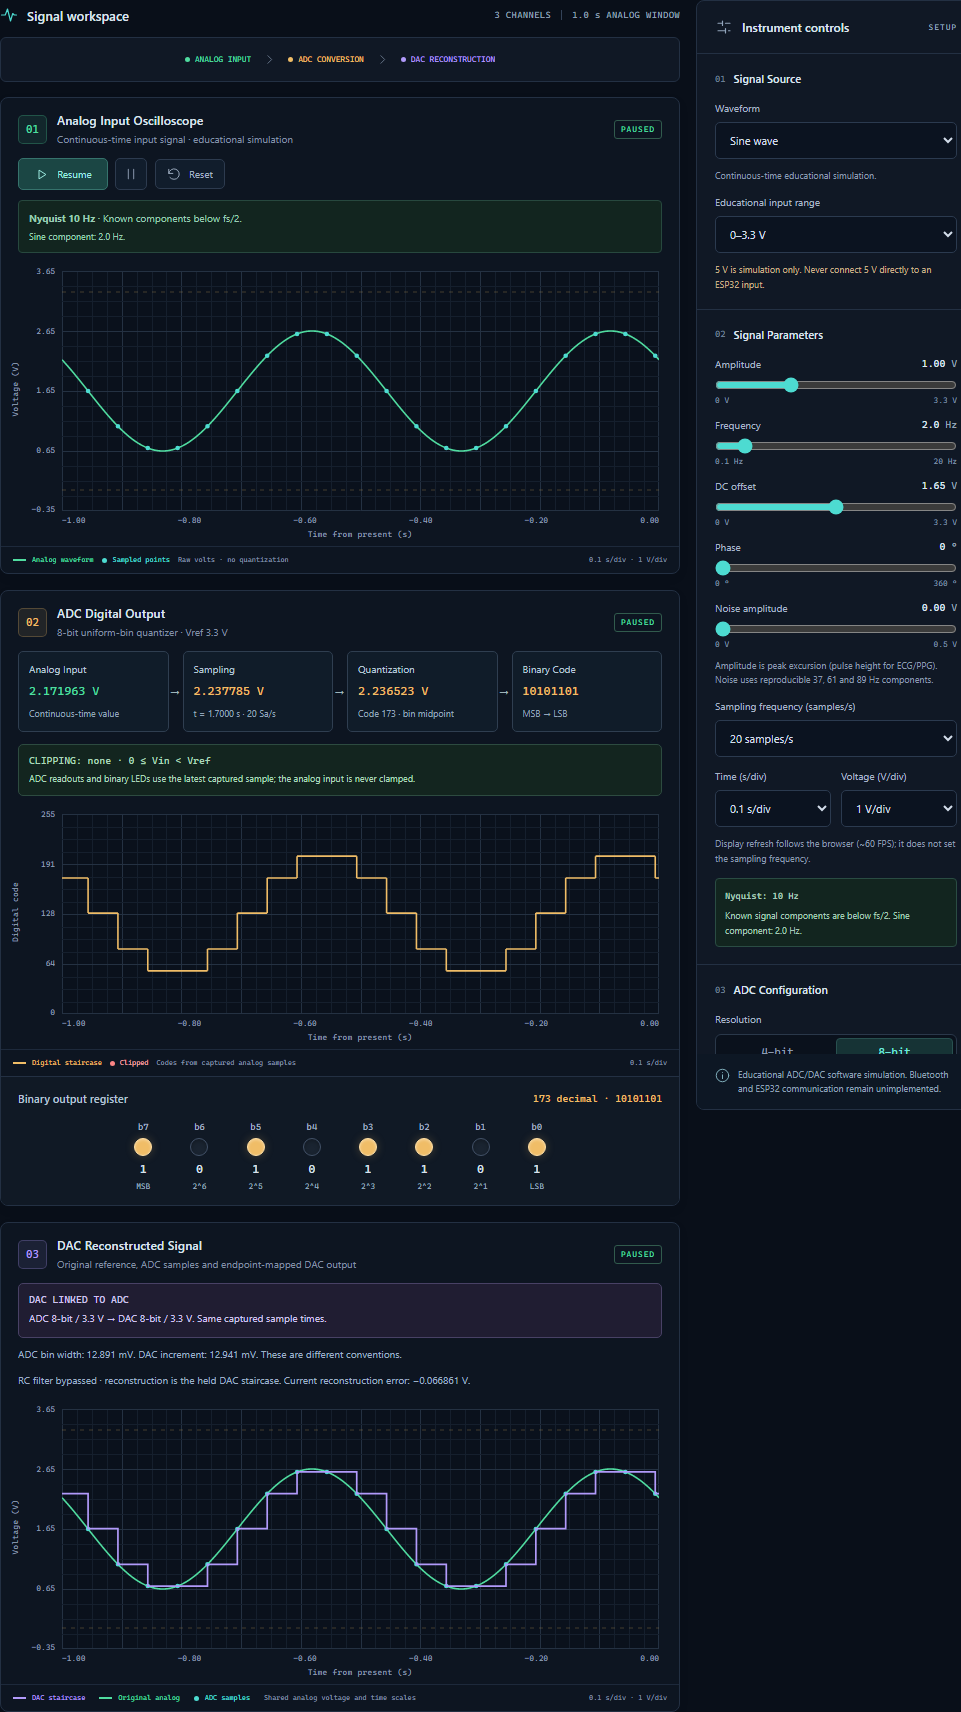 Signal workspace
3 CHANNELS | 1.0 s ANALOG WINDOW
ANALOG INPUT > ADC CONVERSION > DAC RECONSTRUCTION
01 Analog Input Oscilloscope
Continuous-time input signal · educational simulation
PAUSED
Resume
Reset
Nyquist 10 Hz · Known components below fs/2.
Sine component: 2.0 Hz.
3.65
2.65
1.65
0.65
−0.35
Voltage (V)
−1.00 −0.80 −0.60 −0.40 −0.20 0.00
Time from present (s)
Analog waveform Sampled points Raw volts · no quantization 0.1 s/div · 1 V/div
02 ADC Digital Output
8-bit uniform-bin quantizer · Vref 3.3 V
PAUSED
Analog Input
2.171963 V
Continuous-time value
→
Sampling
2.237785 V
t = 1.7000 s · 20 Sa/s
→
Quantization
2.236523 V
Code 173 · bin midpoint
→
Binary Code
10101101
MSB → LSB
CLIPPING: none · 0 ≤ Vin < Vref
ADC readouts and binary LEDs use the latest captured sample; the analog input is never clamped.
255
191
128
64
0
Digital code
−1.00 −0.80 −0.60 −0.40 −0.20 0.00
Time from present (s)
Digital staircase Clipped Codes from captured analog samples 0.1 s/div
Binary output register 173 decimal · 10101101
b7 b6 b5 b4 b3 b2 b1 b0
1 0 1 0 1 1 0 1
MSB 2^6 2^5 2^4 2^3 2^2 2^1 LSB
03 DAC Reconstructed Signal
Original reference, ADC samples and endpoint-mapped DAC output
PAUSED
DAC LINKED TO ADC
ADC 8-bit / 3.3 V → DAC 8-bit / 3.3 V. Same captured sample times.
ADC bin width: 12.891 mV. DAC increment: 12.941 mV. These are different conventions.
RC filter bypassed · reconstruction is the held DAC staircase. Current reconstruction error: −0.066861 V.
3.65
2.65
1.65
0.65
−0.35
Voltage (V)
−1.00 −0.80 −0.60 −0.40 −0.20 0.00
Time from present (s)
DAC staircase Original analog ADC samples Shared analog voltage and time scales 0.1 s/div · 1 V/div
Instrument controls SETUP
01 Signal Source
Waveform
Sine wave
Continuous-time educational simulation.
Educational input range
0–3.3 V
5 V is simulation only. Never connect 5 V directly to an
ESP32 input.
02 Signal Parameters
Amplitude 1.00 V
0 V 3.3 V
Frequency 2.0 Hz
0.1 Hz 20 Hz
DC offset 1.65 V
0 V 3.3 V
Phase 0 °
0 ° 360 °
Noise amplitude 0.00 V
0 V 0.5 V
Amplitude is peak excursion (pulse height for ECG/PPG).
Noise uses reproducible 37, 61 and 89 Hz components.
Sampling frequency (samples/s)
20 samples/s
Time (s/div) Voltage (V/div)
0.1 s/div 1 V/div
Display refresh follows the browser (~60 FPS); it does not set
the sampling frequency.
Nyquist: 10 Hz
Known signal components are below fs/2. Sine
component: 2.0 Hz.
03 ADC Configuration
Resolution
4-bit 8-bit
Educational ADC/DAC software simulation. Bluetooth
and ESP32 communication remain unimplemented.